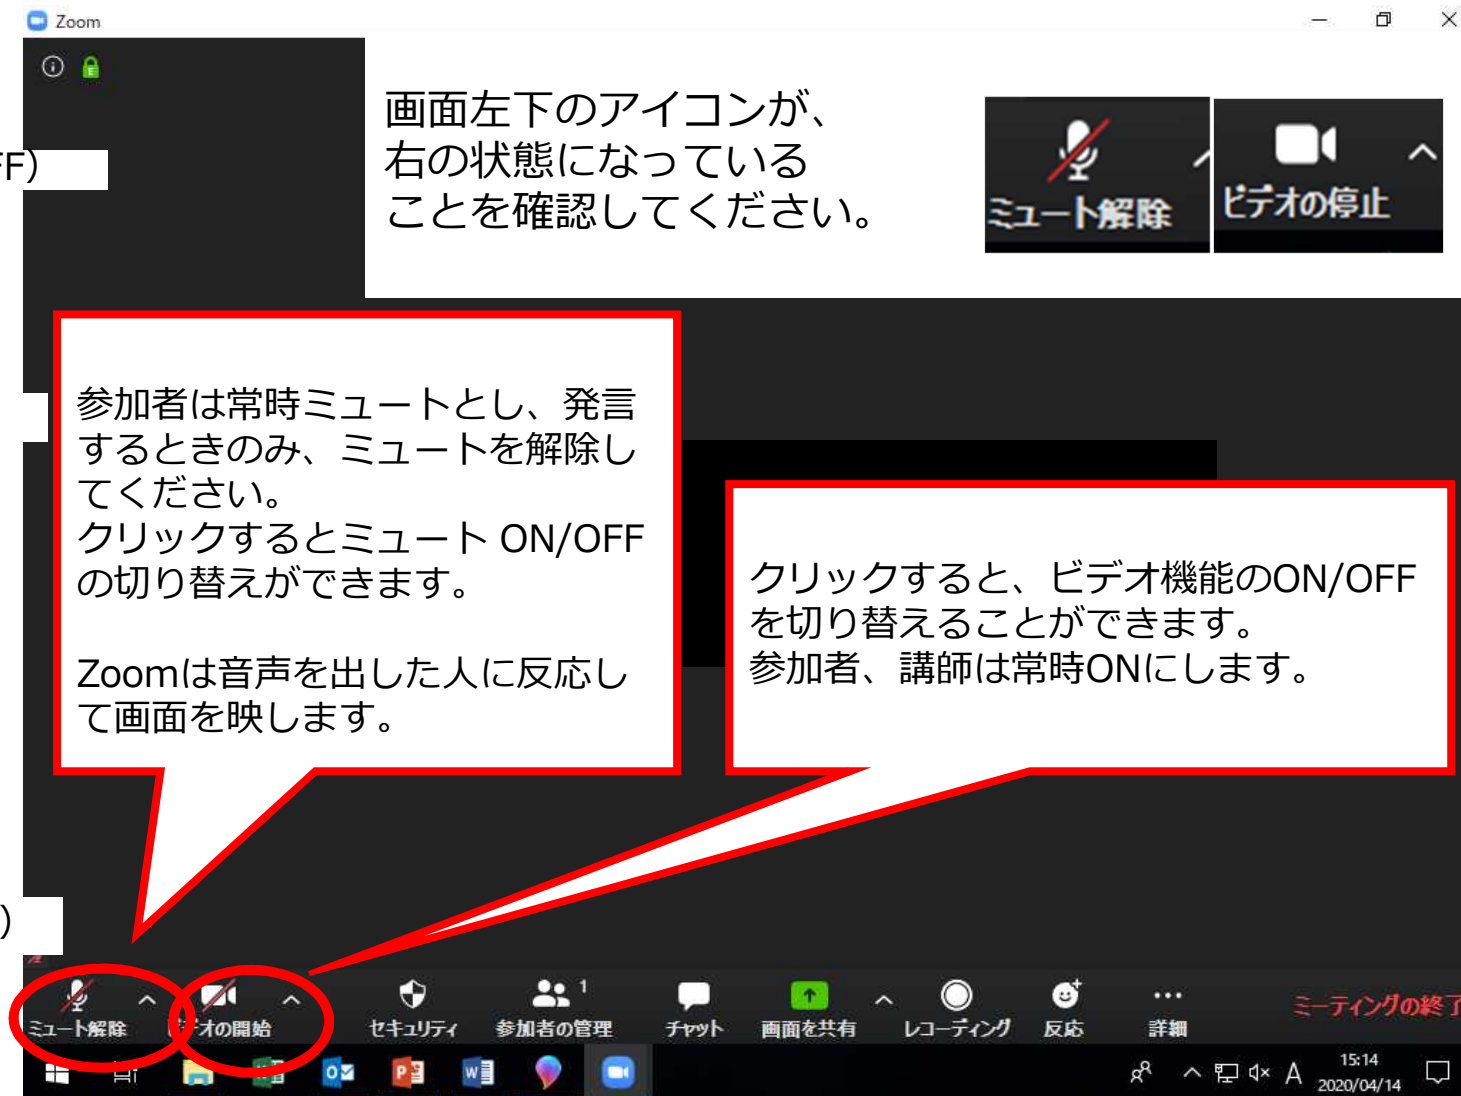 Zoom
画面左下のアイコンが、
右の状態になっている
ことを確認してください。
ミュート解除
ビデオの停止
F)
参加者は常時ミュートとし、発言
するときのみ、ミュートを解除し
てください。
クリックするとミュート ON/OFF
の切り替えができます。
Zoomは音声を出した人に反応し
て画面を映します。
クリックすると、ビデオ機能のON/OFF
を切り替えることができます。
参加者、講師は常時ONにします。
)
ミュート解除
オの開始
セキュリティ
参加者の管理
1
チャット
画面を共有
レコーディング
反応
詳細
ミーティングの終了
A
15:14
2020/04/14